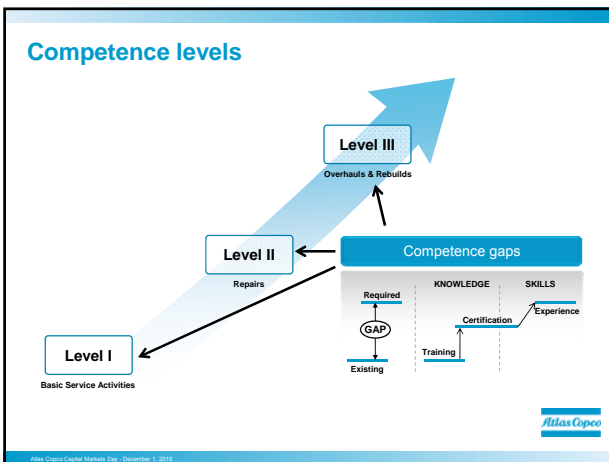 Competence levels
Level III
Overhauls & Rebuilds
Level II
Repairs
Level I
Basic Service Activities
Competence gaps
Required
GAP
Existing
KNOWLEDGE
SKILLS
Training
Certification
Experience
Atlas Copco
Atlas Copco Capital Markets Day - December 1, 2010